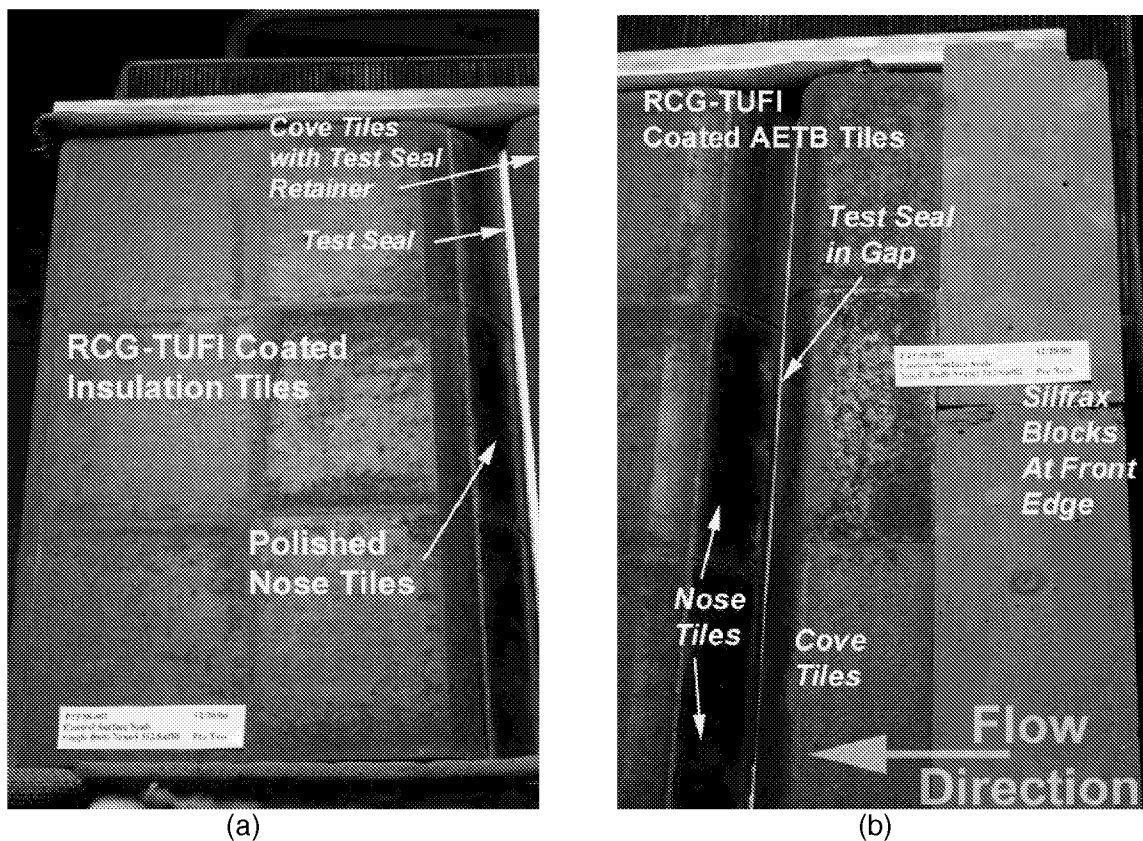 Cove Tiles
with Test Seal
Retainer
Test Seal
RCG-TUFI Coated
Insulation Tiles
Polished
Nose Tiles
(a)
RCG-TUFI
Coated AETB Tiles
Test Seal
in Gap
Silfrax
Blocks
At Front
Edge
Nose
Tiles
Cove
Tiles
Flow
Direction
(b)